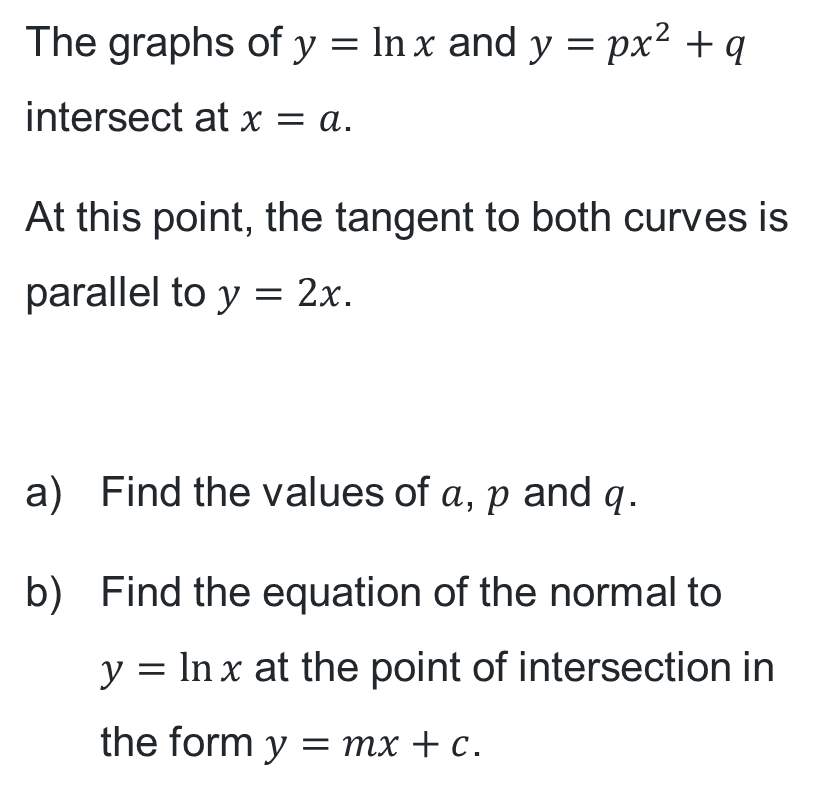 The graphs of y = ln x and y = px² + q
intersect at x = a.
At this point, the tangent to both curves is
parallel to y = 2x.
a) Find the values of a, p and q.
b) Find the equation of the normal to
y = ln x at the point of intersection in
the form y = mx + c.